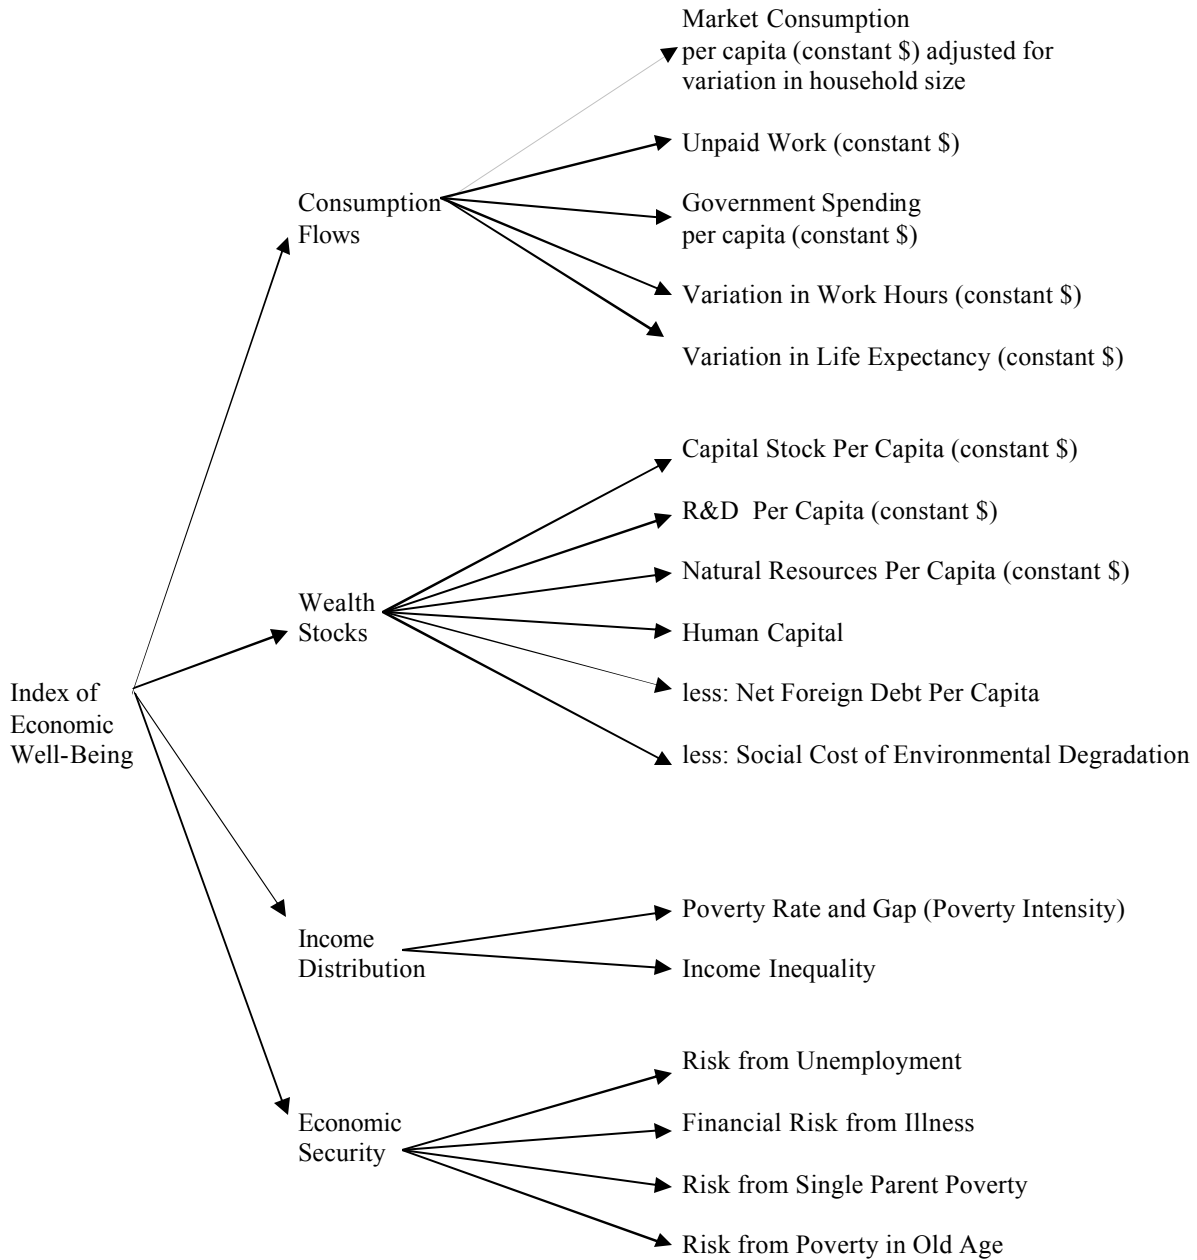 Market Consumption
per capita (constant $) adjusted for
variation in household size
Unpaid Work (constant $)
Consumption
Flows
Government Spending
per capita (constant $)
Variation in Work Hours (constant $)
Variation in Life Expectancy (constant $)
Capital Stock Per Capita (constant $)
R&D Per Capita (constant $)
Natural Resources Per Capita (constant $)
Wealth
Stocks
Human Capital
less: Net Foreign Debt Per Capita
Index of
Economic
Well-Being
less: Social Cost of Environmental Degradation
Poverty Rate and Gap (Poverty Intensity)
Income
Distribution
Income Inequality
Risk from Unemployment
Economic
Security
Financial Risk from Illness
Risk from Single Parent Poverty
Risk from Poverty in Old Age